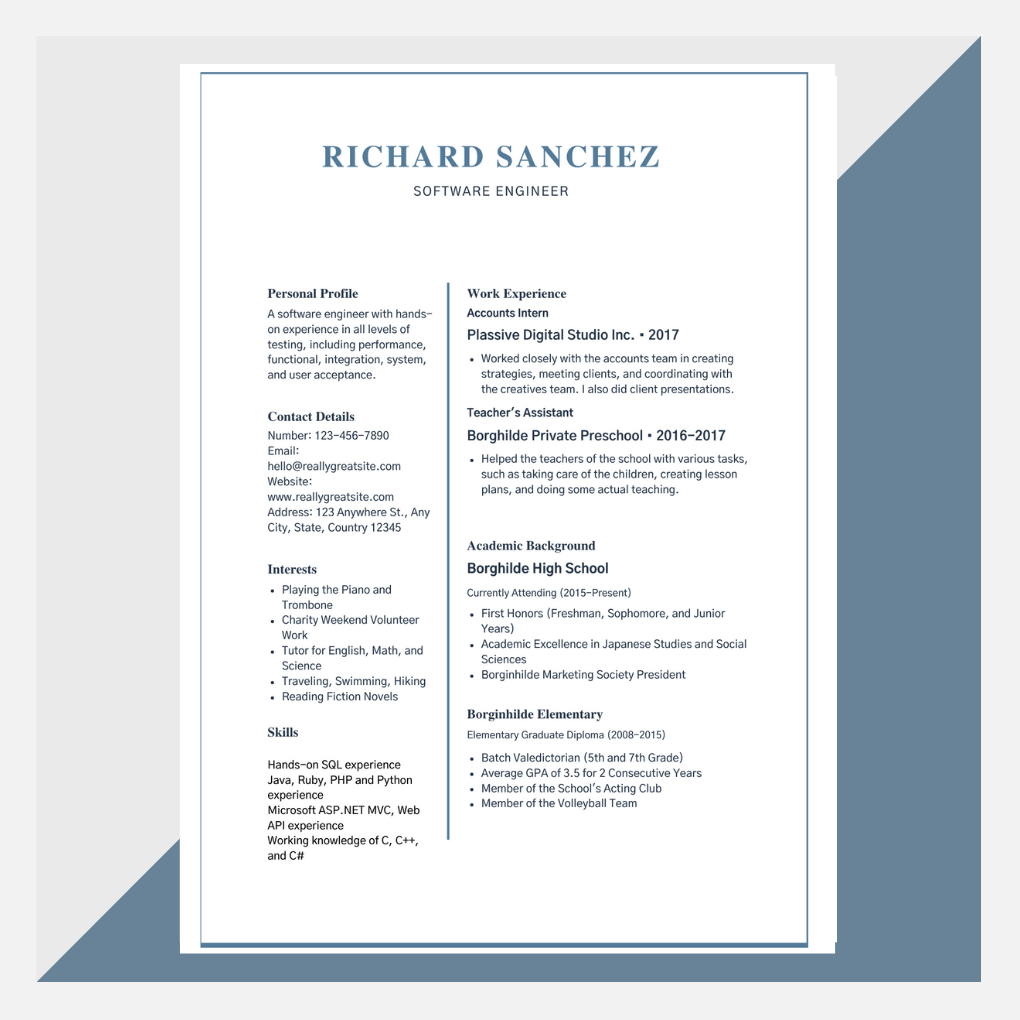 RICHARD SANCHEZ
SOFTWARE ENGINEER
Personal Profile
A software engineer with hands-
on experience in all levels of
testing, including performance,
functional, integration, system,
and user acceptance.
Contact Details
Number: 123-456-7890
Email:
hello@reallygreatsite.com
Website:
www.reallygreatsite.com
Address: 123 Anywhere St., Any
City, State, Country 12345
Interests
• Playing the Piano and
Trombone
• Charity Weekend Volunteer
Work
• Tutor for English, Math, and
Science
• Traveling, Swimming, Hiking
• Reading Fiction Novels
Skills
Hands-on SQL experience
Java, Ruby, PHP and Python
experience
Microsoft ASP.NET MVC, Web
API experience
Working knowledge of C, C++,
and C#
Work Experience
Accounts Intern
Plassive Digital Studio Inc. • 2017
• Worked closely with the accounts team in creating
strategies, meeting clients, and coordinating with
the creatives team. I also did client presentations.
Teacher's Assistant
Borghilde Private Preschool • 2016-2017
• Helped the teachers of the school with various tasks,
such as taking care of the children, creating lesson
plans, and doing some actual teaching.
Academic Background
Borghilde High School
Currently Attending (2015-Present)
• First Honors (Freshman, Sophomore, and Junior
Years)
• Academic Excellence in Japanese Studies and Social
Sciences
• Borginhilde Marketing Society President
Borginhilde Elementary
Elementary Graduate Diploma (2008-2015)
• Batch Valedictorian (5th and 7th Grade)
• Average GPA of 3.5 for 2 Consecutive Years
• Member of the School's Acting Club
• Member of the Volleyball Team